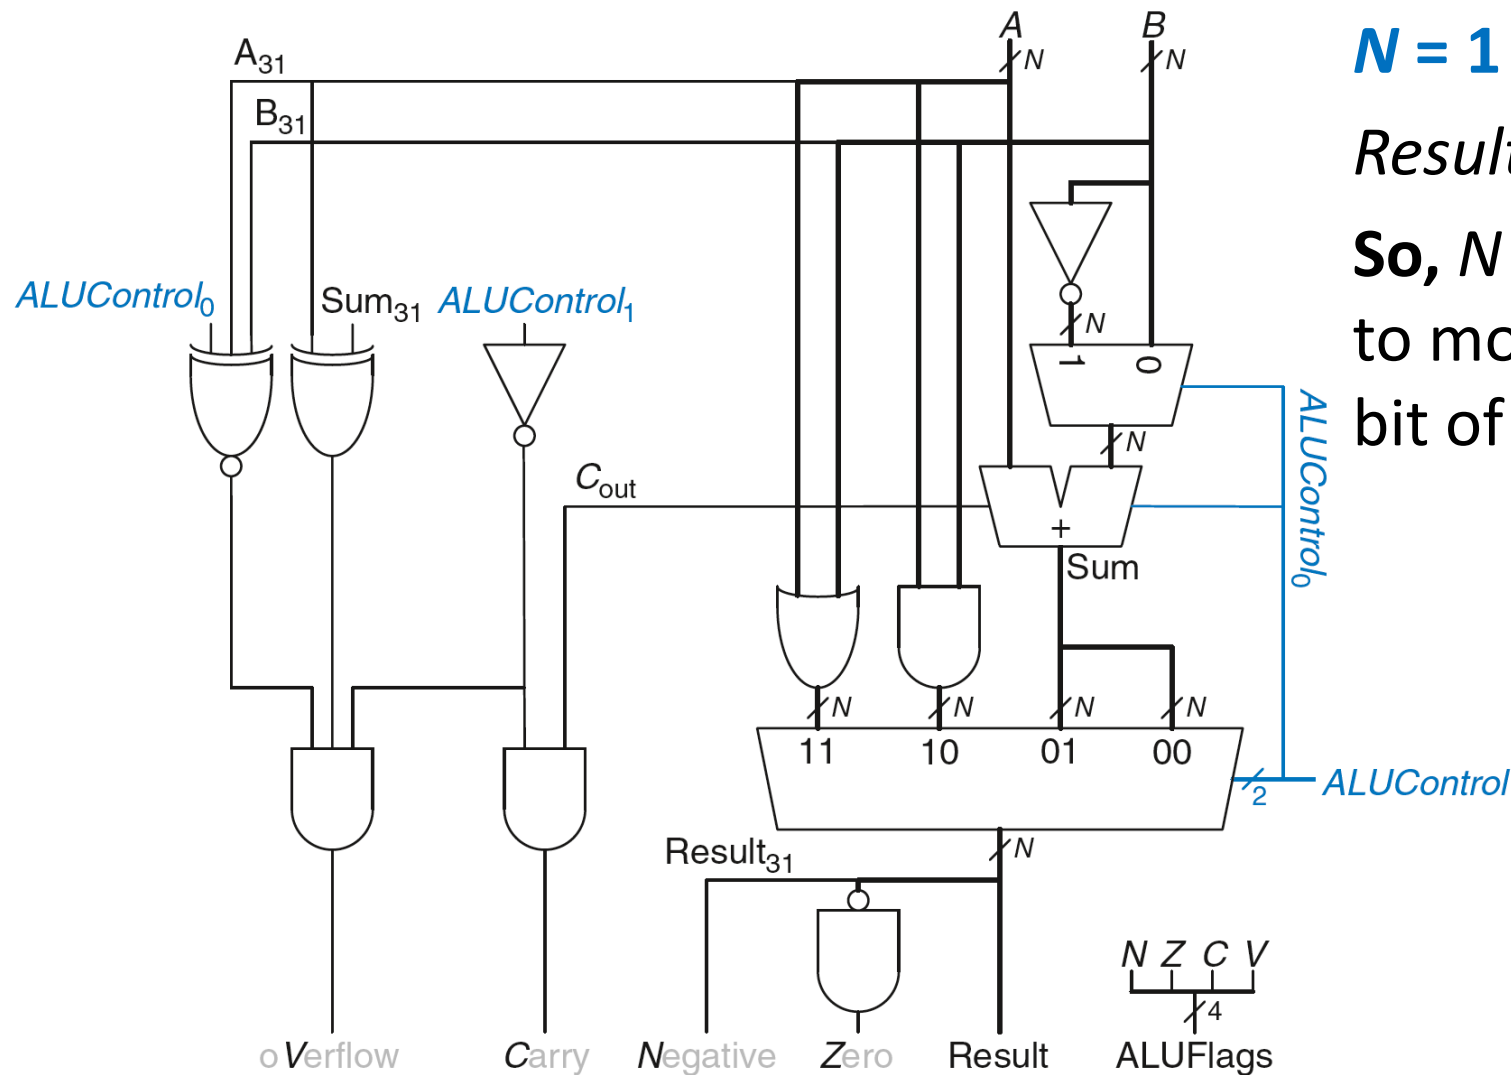 A B
A31 N N
B31
N = 1
Result
So, N
to mo
bit of
ALUControl0 Sum31 ALUControl1
N
1 0
N
ALUControl0
Cout
+
Sum
N N N N
11 10 01 00
2 ALUControl
N
Result31
N Z C V
4
oVerflow Carry Negative Zero Result ALUFlags